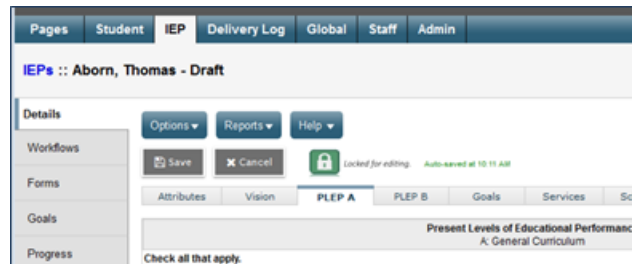 Pages Student IEP Delivery Log Global Staff Admin
IEPs :: Aborn, Thomas - Draft
Details
Options Reports Help
Workflows
Save Cancel Locked for editing. Auto-saved at 10:11 AM
Forms
Attributes Vision PLEP A PLEP B Goals Services
Goals
Present Levels of Educational
A: General Curriculum
Progress
Check all that apply.